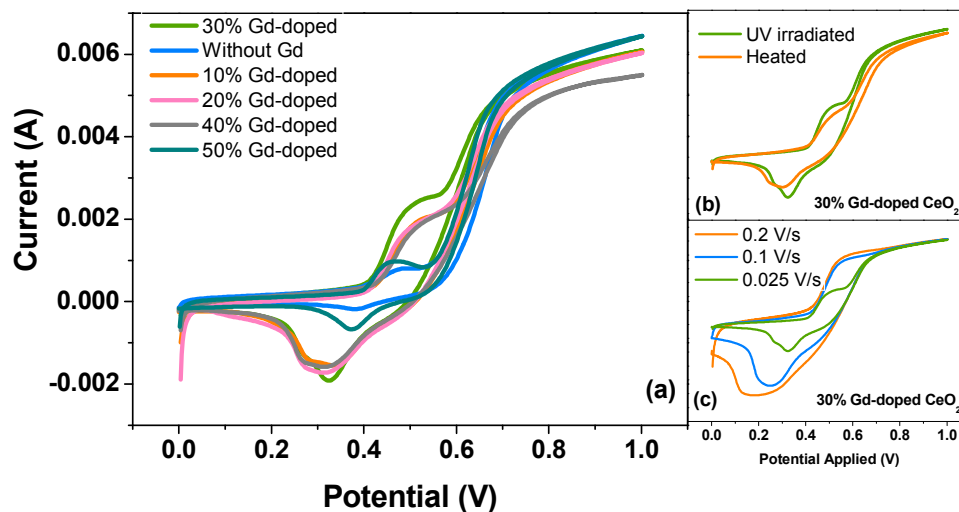 30% Gd-doped
Without Gd
10% Gd-doped
20% Gd-doped
40% Gd-doped
50% Gd-doped
0.006
0.004
0.002
0.000
-0.002
Current (A)
(a)
0.0
0.2
0.4
0.6
0.8
1.0
Potential (V)
UV irradiated
Heated
(b)
30% Gd-doped CeO₂
0.2 V/s
0.1 V/s
0.025 V/s
(c)
30% Gd-doped CeO₂
0.0
0.2
0.4
0.6
0.8
1.0
Potential Applied (V)